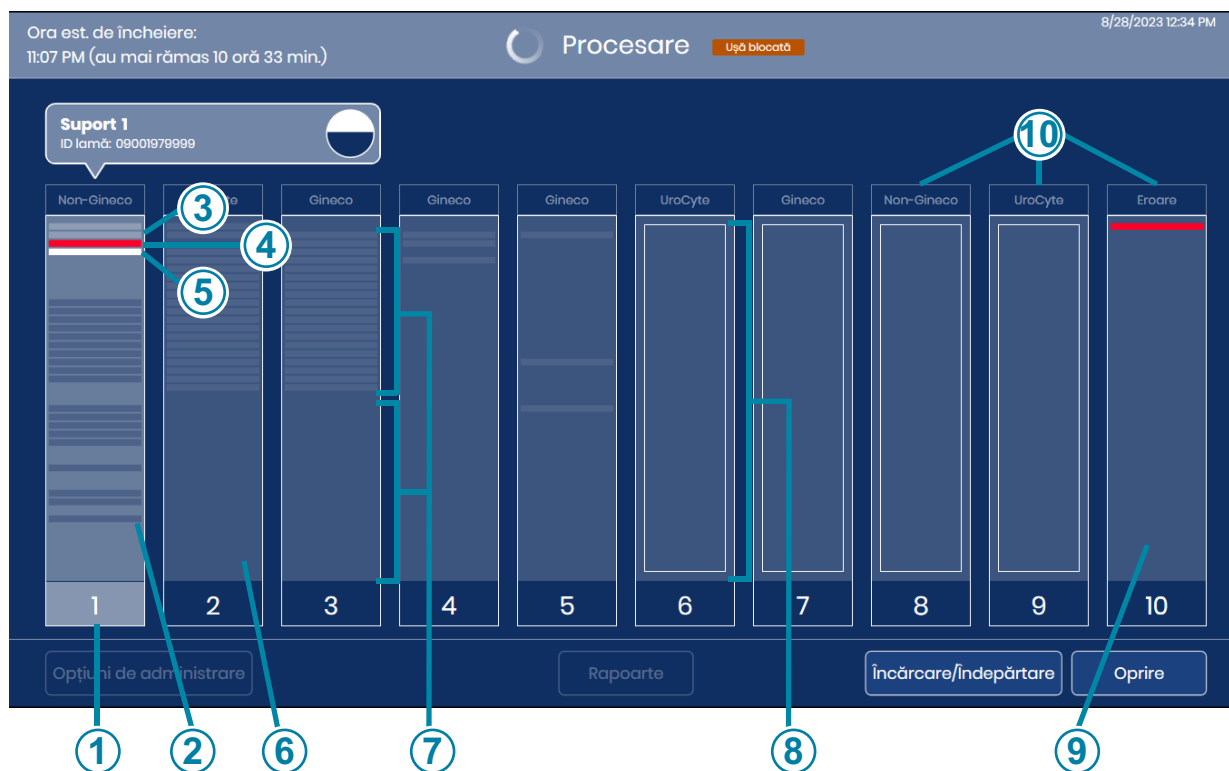 Ora est. de încheiere:
11:07 PM (au mai rămas 10 oră 33 min.)
Procesare
Ușă blocată
8/28/2023 12:34 PM
Suport 1
ID lamă: 09001979999
10
Non-Gineco
Gineco
Gineco
Gineco
UroCyte
Gineco
Non-Gineco
UroCyte
Eroare
3
4
5
1 2 3 4 5 6 7 8 9 10
Opțiuni de administrare
Rapoarte
Încărcare/Îndepărtare
Oprire
1 2 6 7 8 9